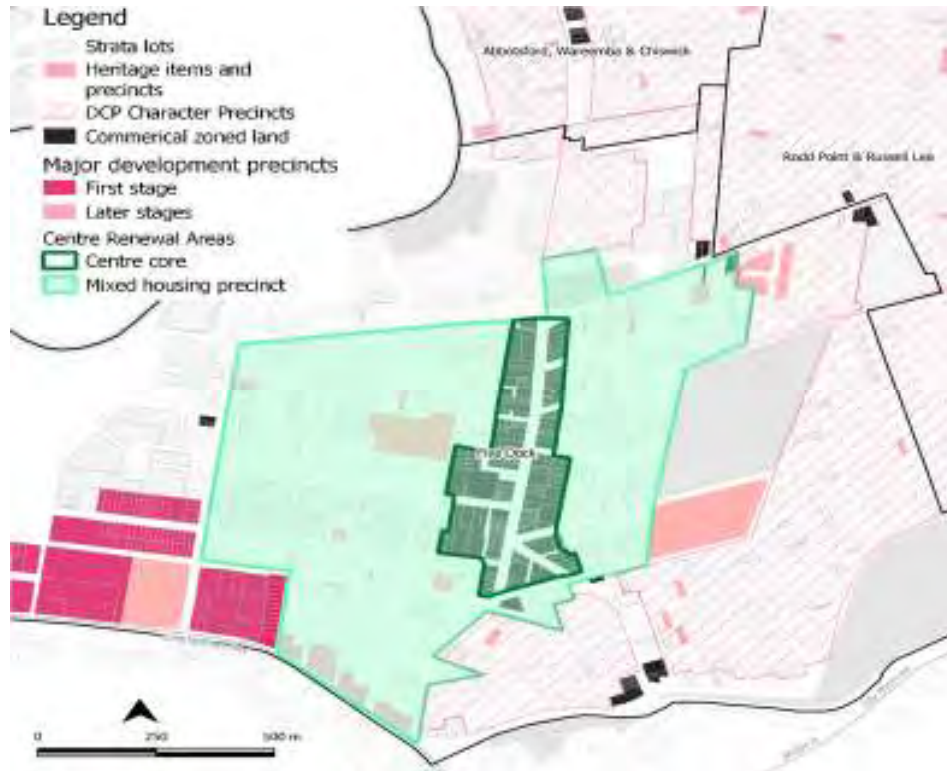 Legend
Strata lots
Heritage items and
precincts
DCP Character Precincts
Commerical zoned land
Major development precincts
First stage
Later stages
Centre Renewal Areas
Centre core
Mixed housing precinct
Abbotsford, Wareemba & Chiswick
Rodd Point & Russell Lea
Dock
0
250
500 m